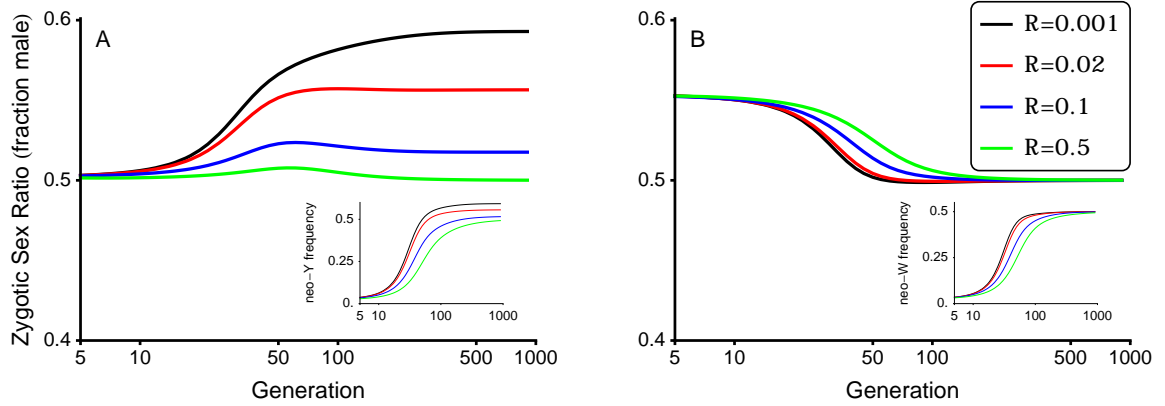 A
B
Zygotic Sex Ratio (fraction male)
0.6
0.5
0.4
5 10 50 100 500 1000
Generation
neo−Y frequency
0.5
0.25
0.
5 10 100 1000
5 10 50 100 500 1000
0.6
0.5
0.4
Generation
neo−W frequency
0.5
0.25
0.
5 10 100 1000
R=0.001
R=0.02
R=0.1
R=0.5